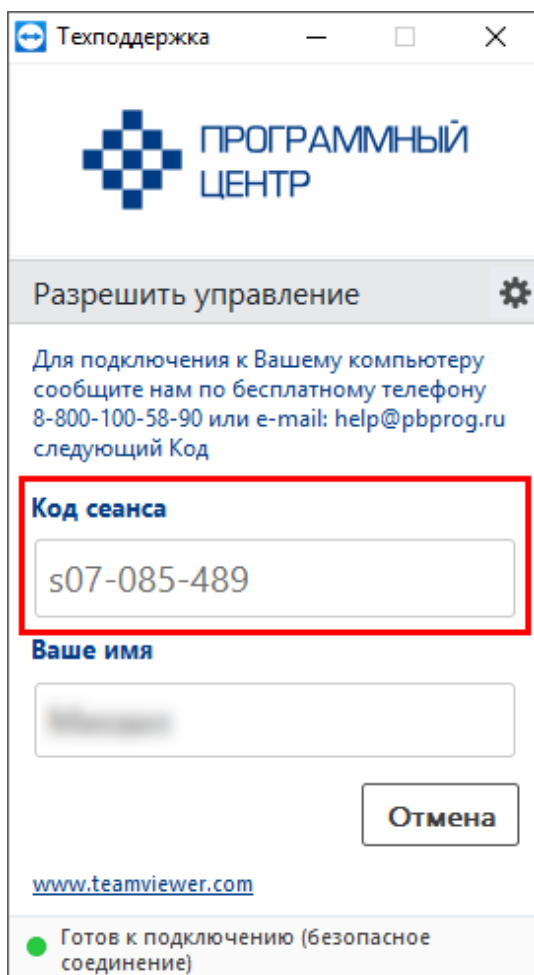 Техподдержка
ПРОГРАММНЫЙ
ЦЕНТР
Разрешить управление
Для подключения к Вашему компьютеру
сообщите нам по бесплатному телефону
8-800-100-58-90 или e-mail: help@pbprog.ru
следующий Код
Код сеанса
s07-085-489
Ваше имя
Отмена
www.teamviewer.com
Готов к подключению (безопасное
соединение)